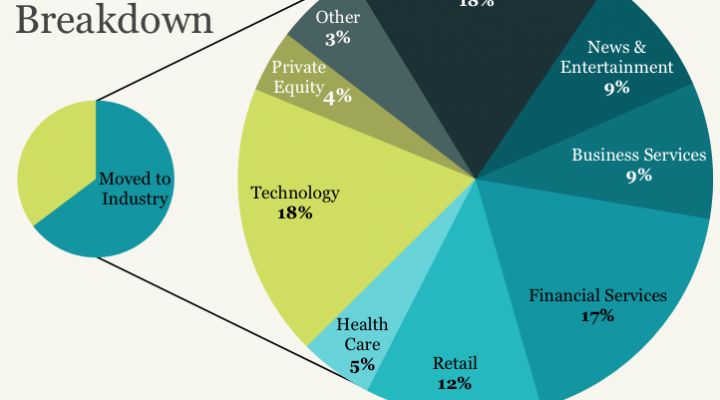 Breakdown
18%
Other
3%
News &
Entertainment
9%
Private
Equity 4%
Business Services
9%
Moved to
Industry
Technology
18%
Financial Services
17%
Health
Care
5%
Retail
12%